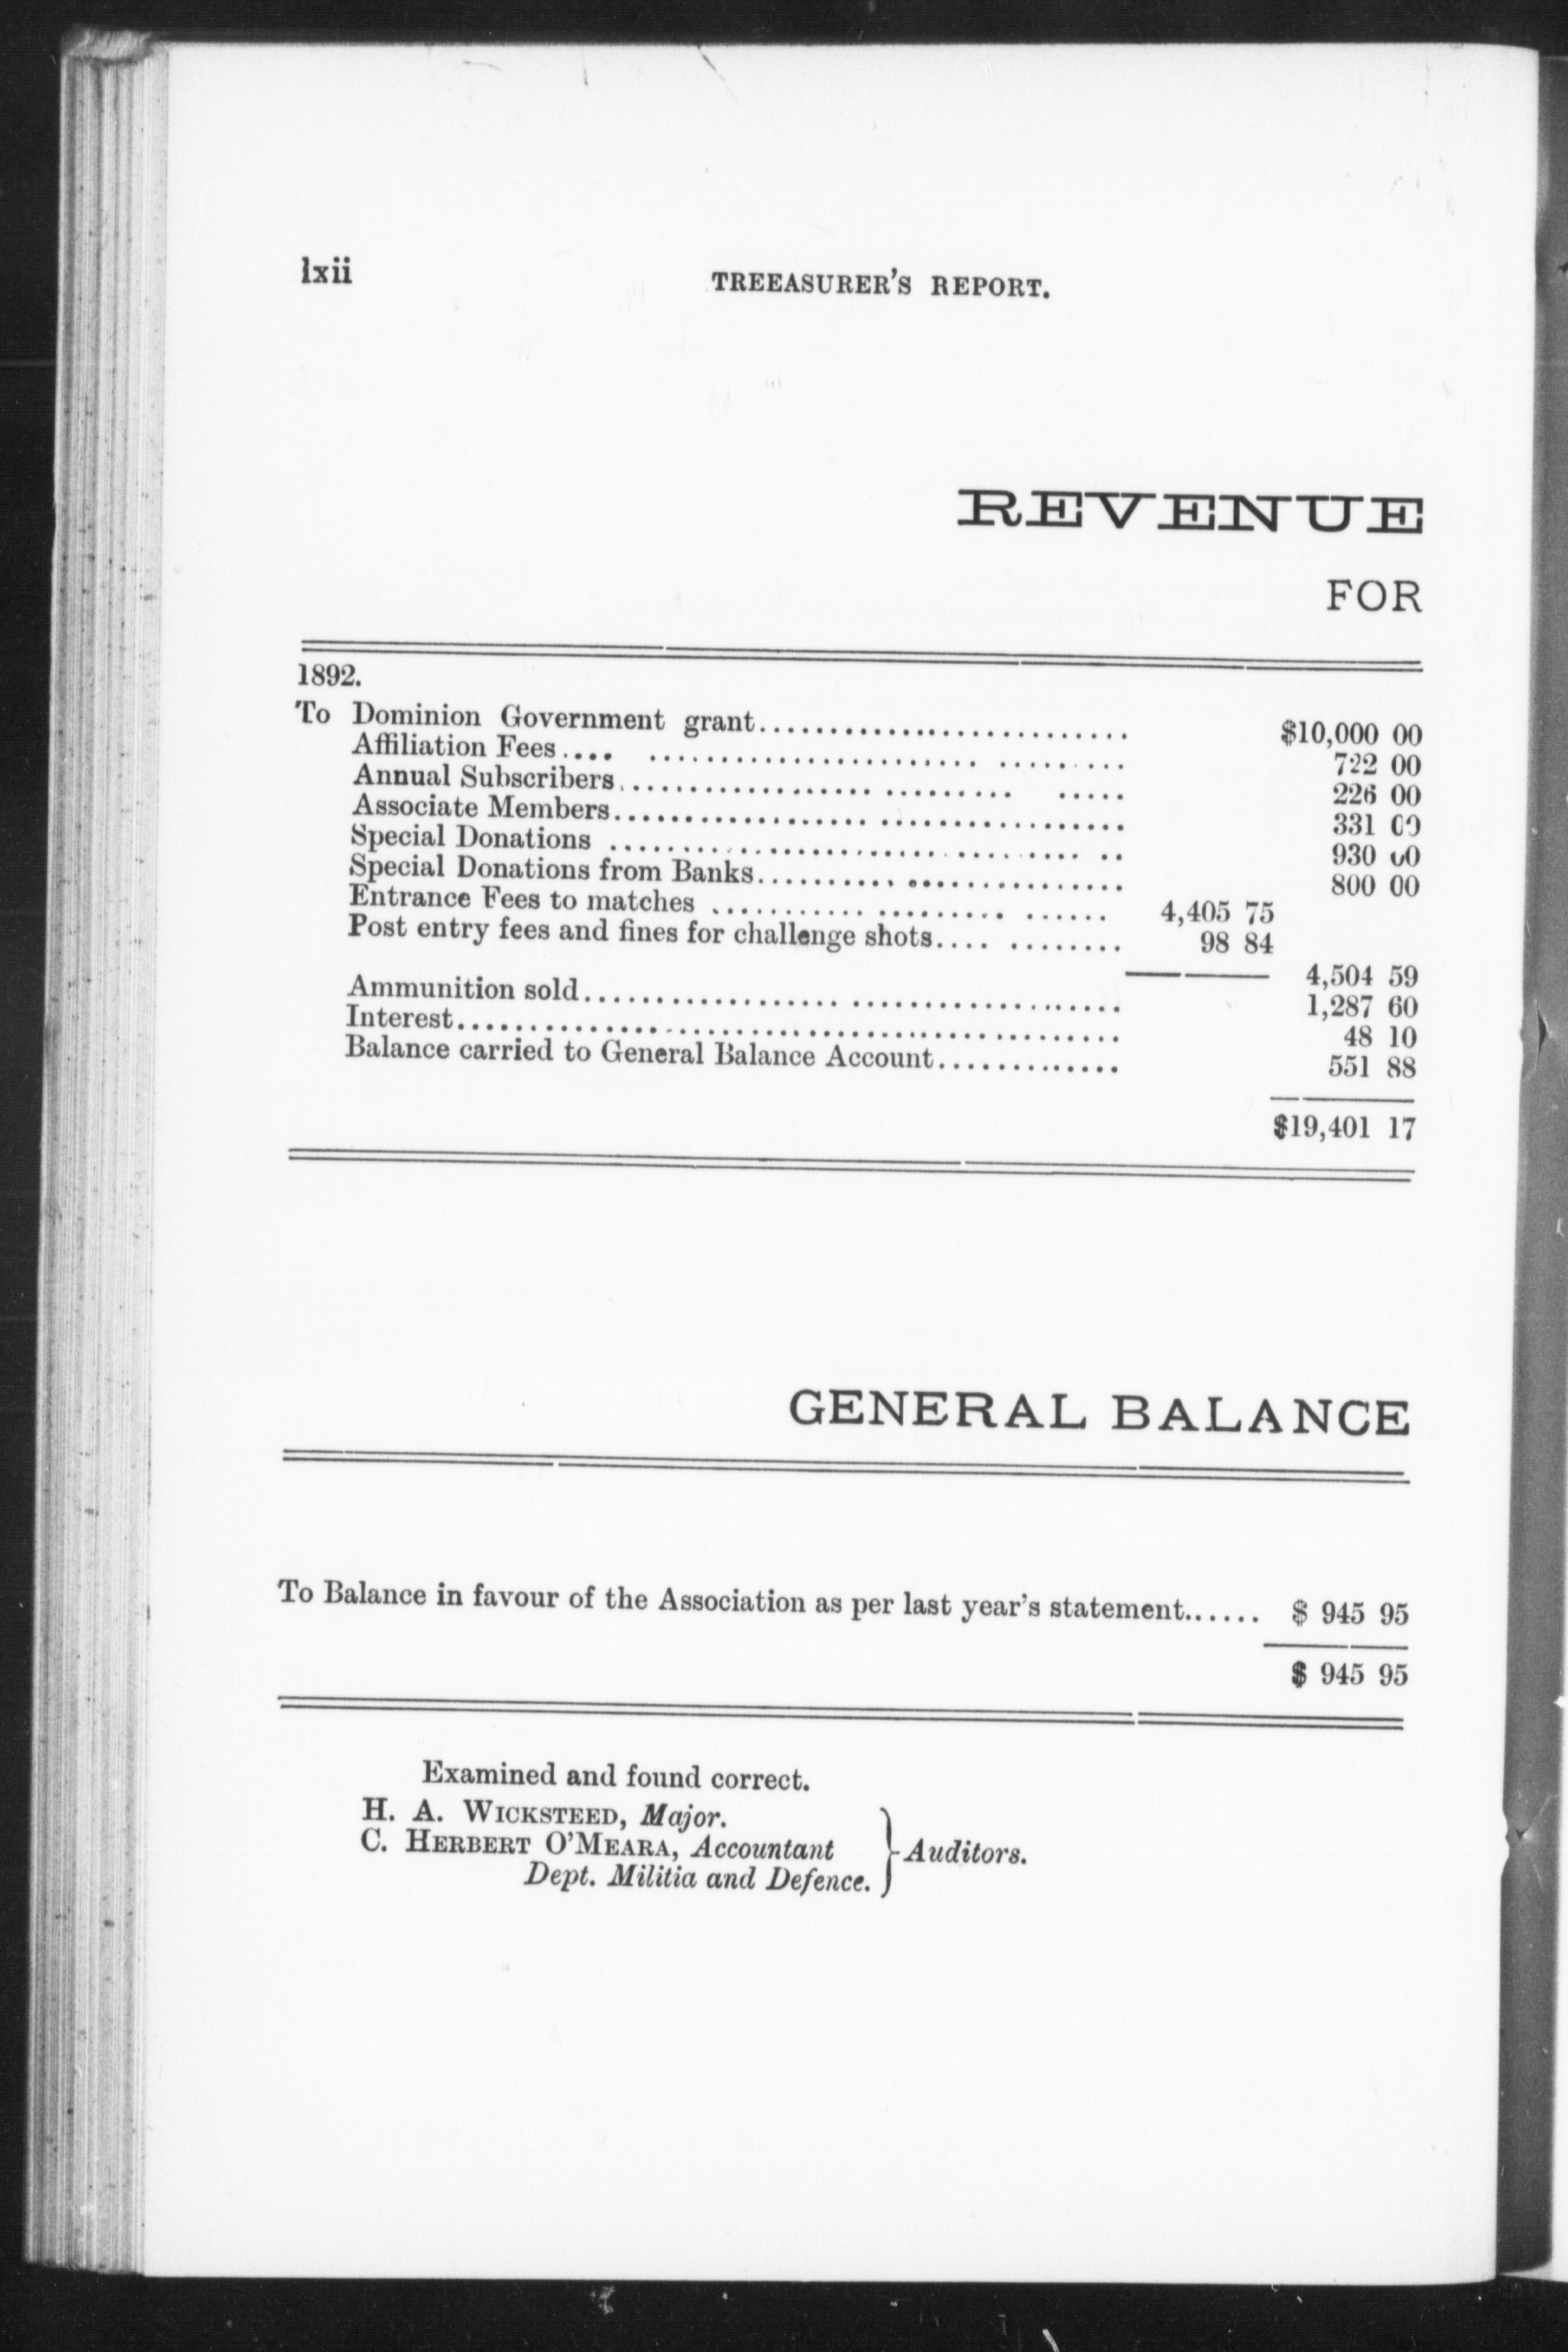 lxii TREEASURER'S REPORT.
REVENUE
FOR
1892.
To Dominion Government grant........................... $10,000 00
Affiliation Fees.... ................................ 722 00
Annual Subscribers................................... 226 00
Associate Members................................... 331 00
Special Donations ................................... 930 00
Special Donations from Banks......................... 800 00
Entrance Fees to matches ........................... 4,405 75
Post entry fees and fines for challenge shots.... ........ 98 84
4,504 59
Ammunition sold..................................... 1,287 60
Interest............................................ 48 10
Balance carried to General Balance Account............. 551 88
$19,401 17
GENERAL BALANCE
To Balance in favour of the Association as per last year's statement...... $ 945 95
$ 945 95
Examined and found correct.
H. A. WICKSTEED, Major.
C. HERBERT O'MEARA, Accountant } Auditors.
Dept. Militia and Defence.